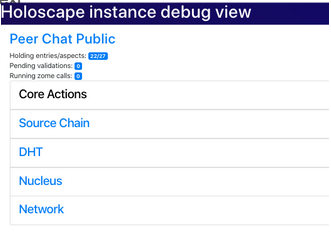 Holoscape instance debug view
Peer Chat Public
Holding entries/aspects: 22/27
Pending validations: 0
Running zome calls: 0
Core Actions
Source Chain
DHT
Nucleus
Network